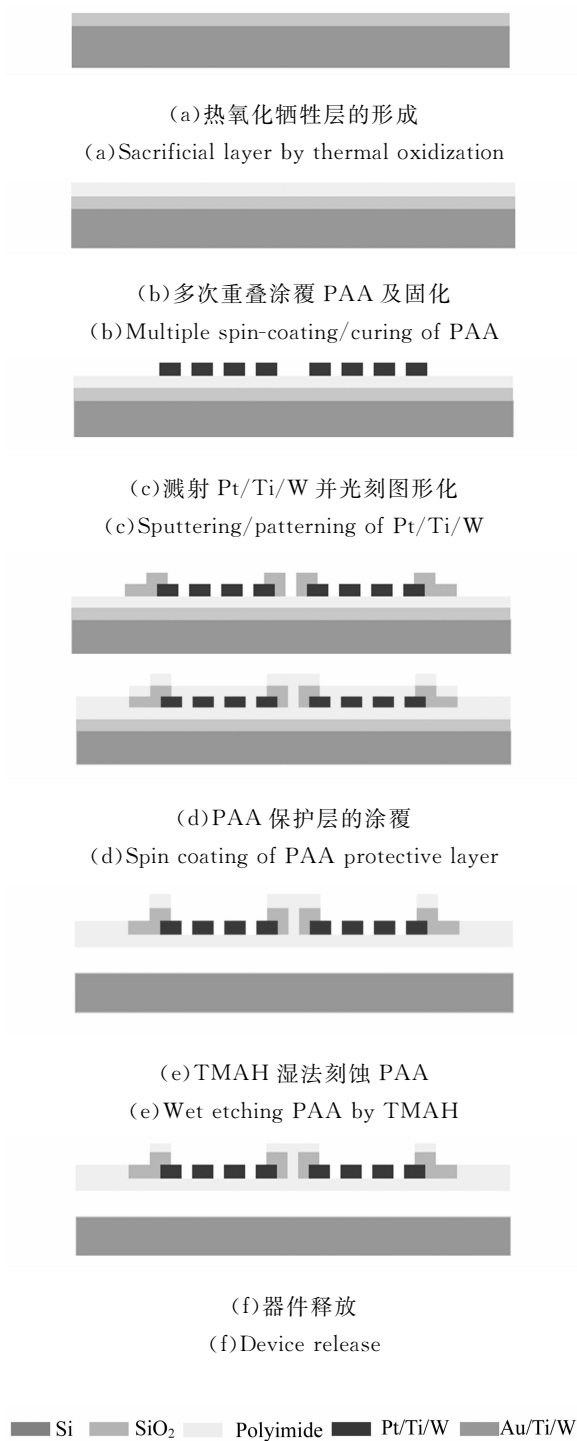 (a)热氧化牺牲层的形成
(a)Sacrificial layer by thermal oxidization
(b)多次重叠涂覆 PAA 及固化
(b)Multiple spin-coating/curing of PAA
(c)溅射 Pt/Ti/W 并光刻图形化
(c)Sputtering/patterning of Pt/Ti/W
(d)PAA 保护层的涂覆
(d)Spin coating of PAA protective layer
(e)TMAH 湿法刻蚀 PAA
(e)Wet etching PAA by TMAH
(f)器件释放
(f)Device release
Si SiO₂ Polyimide Pt/Ti/W Au/Ti/W